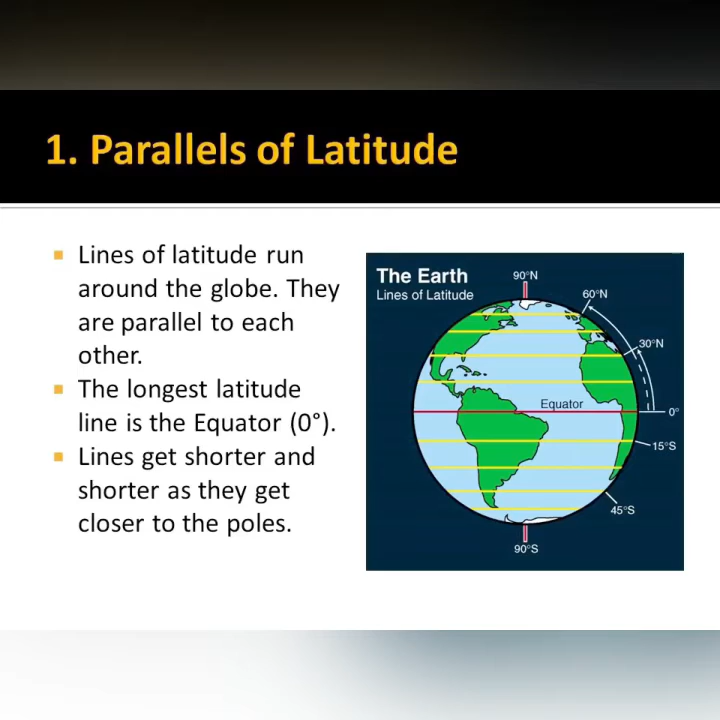 1. Parallels of Latitude
▪ Lines of latitude run
around the globe. They
are parallel to each
other.
▪ The longest latitude
line is the Equator (0°).
▪ Lines get shorter and
shorter as they get
closer to the poles.
The Earth
Lines of Latitude
90°N
60°N
30°N
Equator
0°
15°S
45°S
90°S